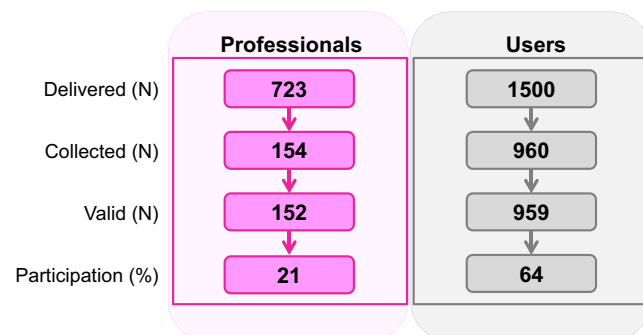 Professionals Users
Delivered (N) 723 1500
Collected (N) 154 960
Valid (N) 152 959
Participation (%) 21 64